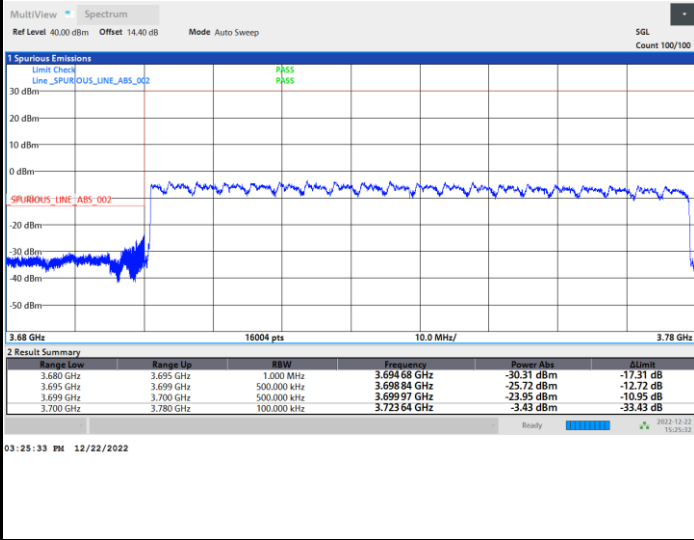 MultiView Spectrum
Ref Level 40.00 dBm Offset 14.40 dB Mode Auto Sweep SGL
Count 100/100
1 Spurious Emissions
Limit Check PASS
Line _SPURIOUS_LINE_ABS_002 PASS
30 dBm
20 dBm
10 dBm
0 dBm
_SPURIOUS_LINE_ABS_002
-20 dBm
-30 dBm
-40 dBm
-50 dBm
3.68 GHz 16004 pts 10.0 MHz/ 3.78 GHz
2 Result Summary
Range Low Range Up RBW Frequency Power Abs ΔLimit
3.680 GHz 3.695 GHz 1.000 MHz 3.694 68 GHz -30.31 dBm -17.31 dB
3.695 GHz 3.699 GHz 500.000 kHz 3.698 84 GHz -25.72 dBm -12.72 dB
3.699 GHz 3.700 GHz 500.000 kHz 3.699 97 GHz -23.95 dBm -10.95 dB
3.700 GHz 3.780 GHz 100.000 kHz 3.723 64 GHz -3.43 dBm -33.43 dB
Ready 2022-12-22
15:25:32
03:25:33 PM 12/22/2022